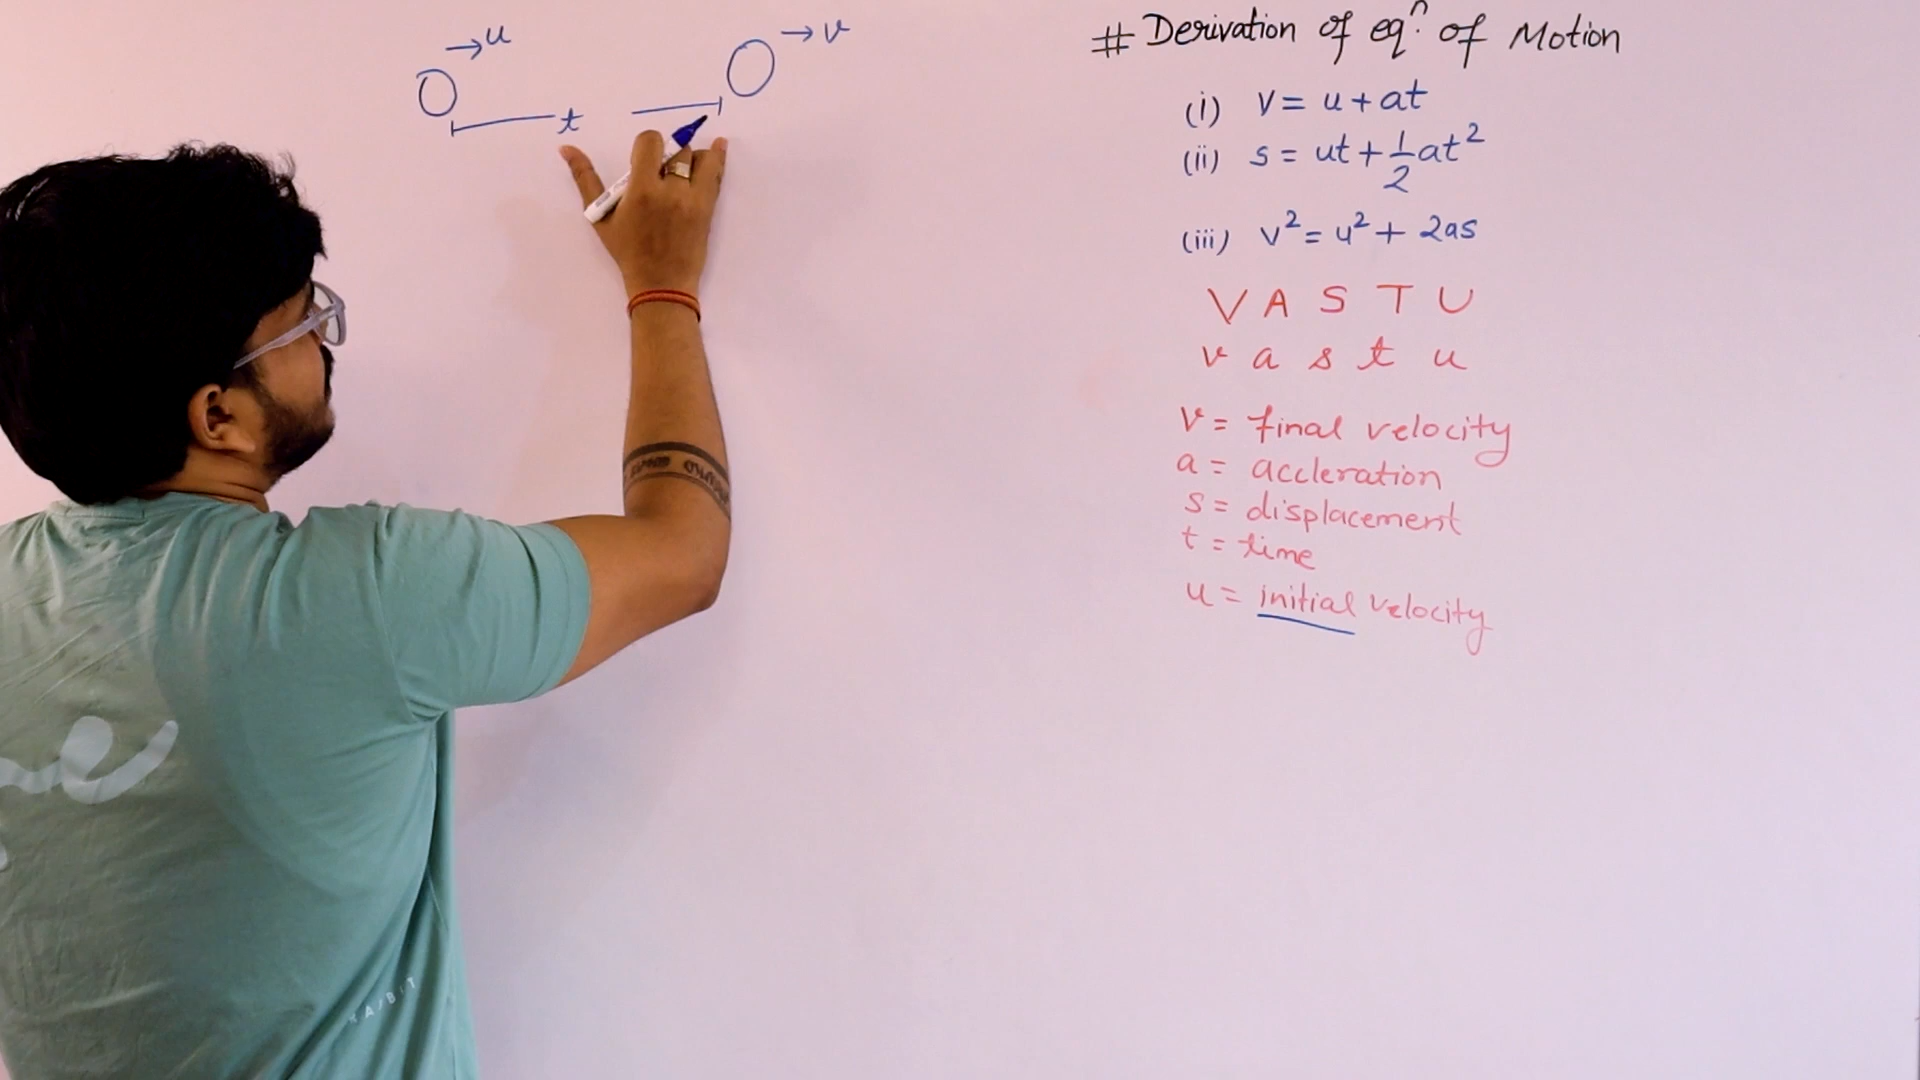 →u
→v
t
# Derivation of eqⁿ. of Motion
(i) v = u + at
(ii) s = ut + 1/2 at²
(iii) v² = u² + 2as
V A S T U
v a s t u
v = final velocity
a = accleration
s = displacement
t = time
u = initial velocity